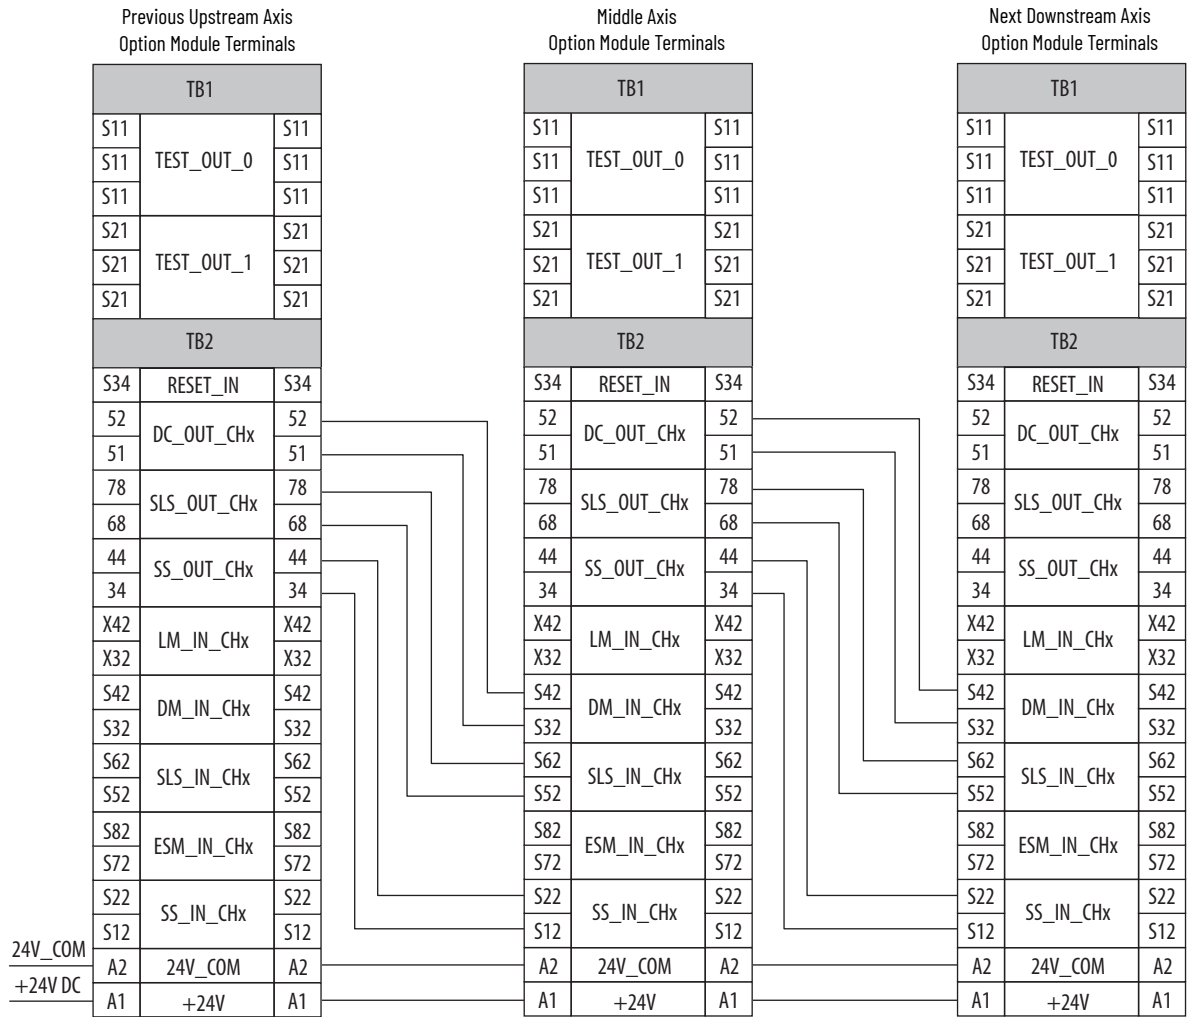 Previous Upstream Axis
Option Module Terminals
Middle Axis
Option Module Terminals
Next Downstream Axis
Option Module Terminals
TB1 TB1 TB1
S11 S11 S11 S11 S11 S11
S11 TEST_OUT_0 S11 S11 TEST_OUT_0 S11 S11 TEST_OUT_0 S11
S11 S11 S11 S11 S11 S11
S21 S21 S21 S21 S21 S21
S21 TEST_OUT_1 S21 S21 TEST_OUT_1 S21 S21 TEST_OUT_1 S21
S21 S21 S21 S21 S21 S21
TB2 TB2 TB2
S34 RESET_IN S34 S34 RESET_IN S34 S34 RESET_IN S34
52 DC_OUT_CHx 52 52 DC_OUT_CHx 52 52 DC_OUT_CHx 52
51 51 51 51 51 51
78 SLS_OUT_CHx 78 78 SLS_OUT_CHx 78 78 SLS_OUT_CHx 78
68 68 68 68 68 68
44 SS_OUT_CHx 44 44 SS_OUT_CHx 44 44 SS_OUT_CHx 44
34 34 34 34 34 34
X42 LM_IN_CHx X42 X42 LM_IN_CHx X42 X42 LM_IN_CHx X42
X32 X32 X32 X32 X32 X32
S42 DM_IN_CHx S42 S42 DM_IN_CHx S42 S42 DM_IN_CHx S42
S32 S32 S32 S32 S32 S32
S62 SLS_IN_CHx S62 S62 SLS_IN_CHx S62 S62 SLS_IN_CHx S62
S52 S52 S52 S52 S52 S52
S82 ESM_IN_CHx S82 S82 ESM_IN_CHx S82 S82 ESM_IN_CHx S82
S72 S72 S72 S72 S72 S72
S22 SS_IN_CHx S22 S22 SS_IN_CHx S22 S22 SS_IN_CHx S22
S12 S12 S12 S12 S12 S12
24V_COM A2 24V_COM A2 A2 24V_COM A2 A2 24V_COM A2
+24V DC A1 +24V A1 A1 +24V A1 A1 +24V A1